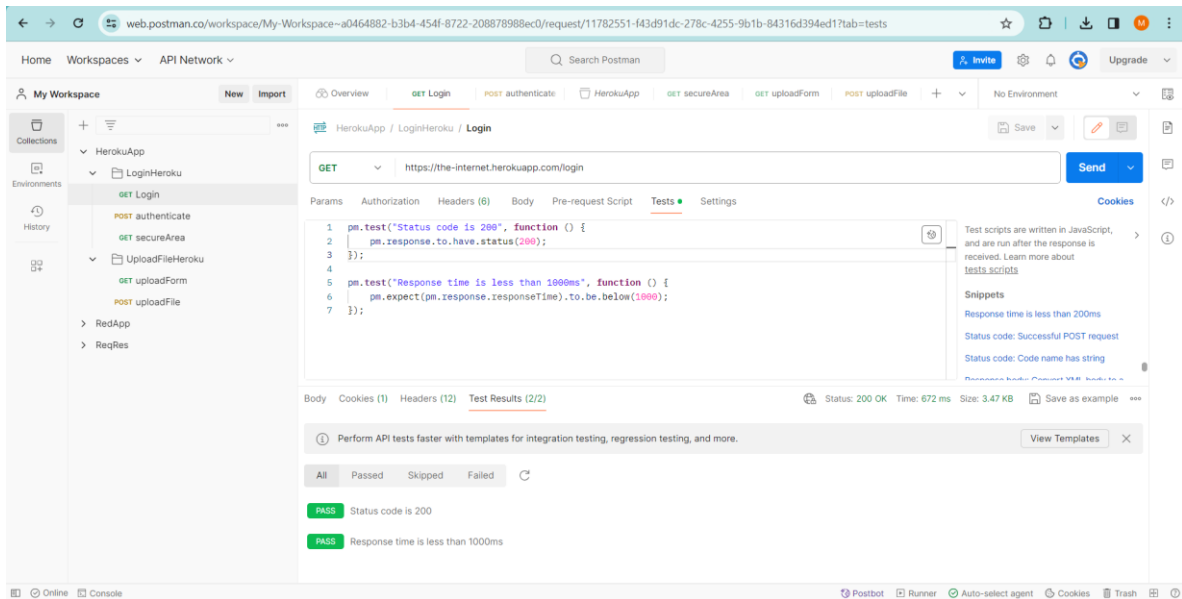 web.postman.co/workspace/My-Workspace~a0464882-b3b4-454f-8722-208878988ec0/request/11782551-f43d91dc-278c-4255-9b1b-84316d394ed1?tab=tests
M
Home Workspaces API Network Search Postman Invite Upgrade
My Workspace New Import
Overview GET Login POST authenticate HerokuApp GET secureArea GET uploadForm POST uploadFile No Environment
Collections
Environments
History
HerokuApp
LoginHeroku
GET Login
POST authenticate
GET secureArea
UploadFileHeroku
GET uploadForm
POST uploadFile
RedApp
ReqRes
HTTP HerokuApp / LoginHeroku / Login Save
GET https://the-internet.herokuapp.com/login Send
Params Authorization Headers (6) Body Pre-request Script Tests Settings Cookies
1 pm.test("Status code is 200", function () {
2 pm.response.to.have.status(200);
3 });
4
5 pm.test("Response time is less than 1000ms", function () {
6 pm.expect(pm.response.responseTime).to.be.below(1000);
7 });
Test scripts are written in JavaScript,
and are run after the response is
received. Learn more about
tests scripts
Snippets
Response time is less than 200ms
Status code: Successful POST request
Status code: Code name has string
Response body: Convert XML body to a
Body Cookies (1) Headers (12) Test Results (2/2) Status: 200 OK Time: 672 ms Size: 3.47 KB Save as example
Perform API tests faster with templates for integration testing, regression testing, and more. View Templates
All Passed Skipped Failed
PASS Status code is 200
PASS Response time is less than 1000ms
Online Console Postbot Runner Auto-select agent Cookies Trash